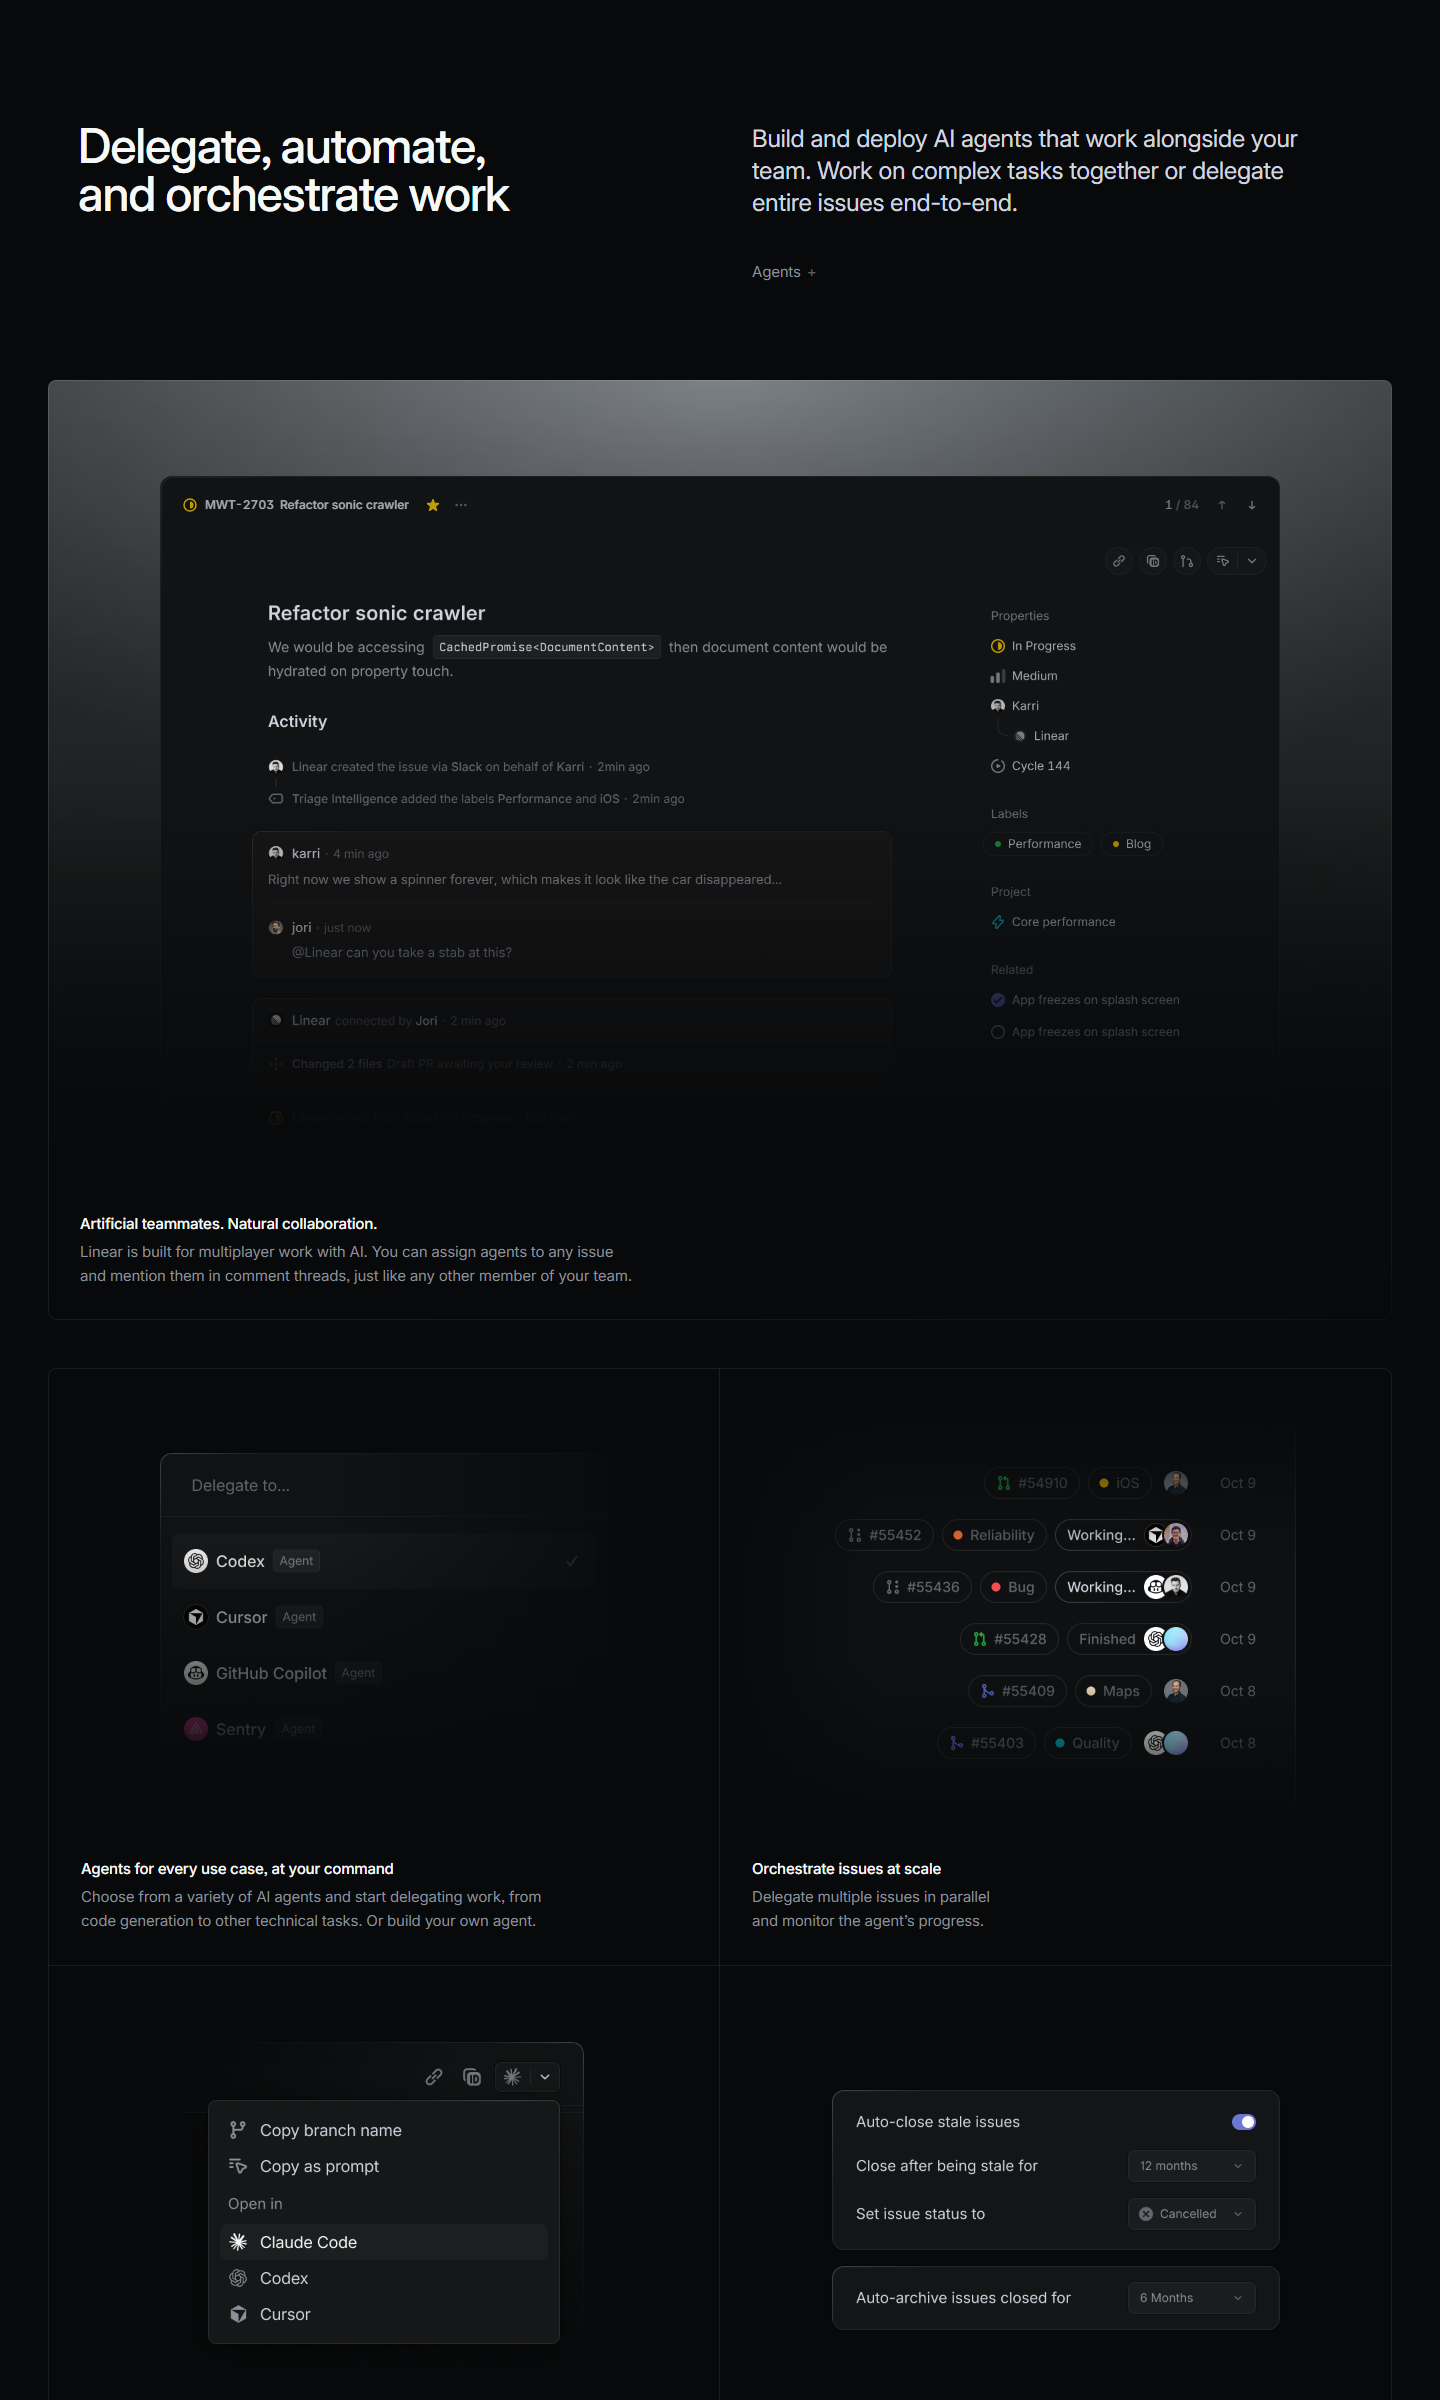 Delegate, automate,
and orchestrate work
Build and deploy AI agents that work alongside your
team. Work on complex tasks together or delegate
entire issues end-to-end.
Agents +
MWT-2703 Refactor sonic crawler
1 / 84
Refactor sonic crawler
We would be accessing CachedPromise<DocumentContent> then document content would be
hydrated on property touch.
Activity
Linear created the issue via Slack on behalf of Karri · 2min ago
Triage Intelligence added the labels Performance and iOS · 2min ago
karri · 4 min ago
Right now we show a spinner forever, which makes it look like the car disappeared...
jori · just now
@Linear can you take a stab at this?
Linear connected by Jori · 2 min ago
Changed 2 files Draft PR awaiting your review · 2 min ago
Properties
In Progress
Medium
Karri
Linear
Cycle 144
Labels
Performance
Blog
Project
Core performance
Related
App freezes on splash screen
App freezes on splash screen
Artificial teammates. Natural collaboration.
Linear is built for multiplayer work with AI. You can assign agents to any issue
and mention them in comment threads, just like any other member of your team.
Delegate to...
Codex Agent
Cursor Agent
GitHub Copilot Agent
Sentry Agent
Agents for every use case, at your command
Choose from a variety of AI agents and start delegating work, from
code generation to other technical tasks. Or build your own agent.
#54910 iOS Oct 9
#55452 Reliability Working... Oct 9
#55436 Bug Working... Oct 9
#55428 Finished Oct 9
#55409 Maps Oct 8
#55403 Quality Oct 8
Orchestrate issues at scale
Delegate multiple issues in parallel
and monitor the agent’s progress.
Copy branch name
Copy as prompt
Open in
Claude Code
Codex
Cursor
Auto-close stale issues
Close after being stale for 12 months
Set issue status to Cancelled
Auto-archive issues closed for 6 Months